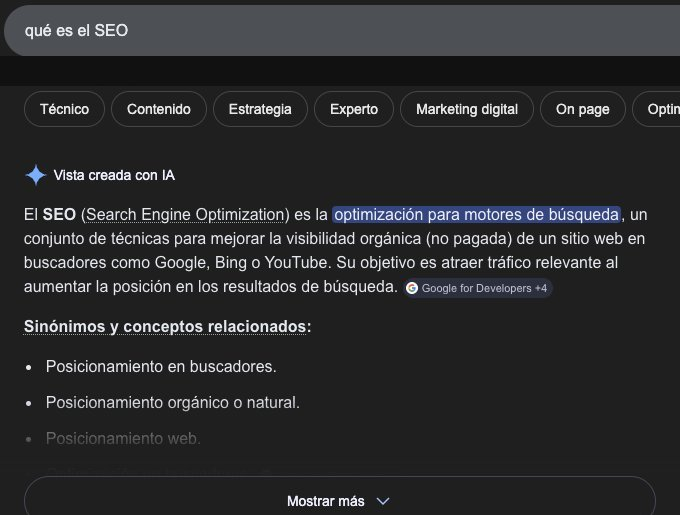 qué es el SEO
Técnico Contenido Estrategia Experto Marketing digital On page Optim
Vista creada con IA
El SEO (Search Engine Optimization) es la optimización para motores de búsqueda, un
conjunto de técnicas para mejorar la visibilidad orgánica (no pagada) de un sitio web en
buscadores como Google, Bing o YouTube. Su objetivo es atraer tráfico relevante al
aumentar la posición en los resultados de búsqueda. Google for Developers +4
Sinónimos y conceptos relacionados:
• Posicionamiento en buscadores.
• Posicionamiento orgánico o natural.
• Posicionamiento web.
Mostrar más